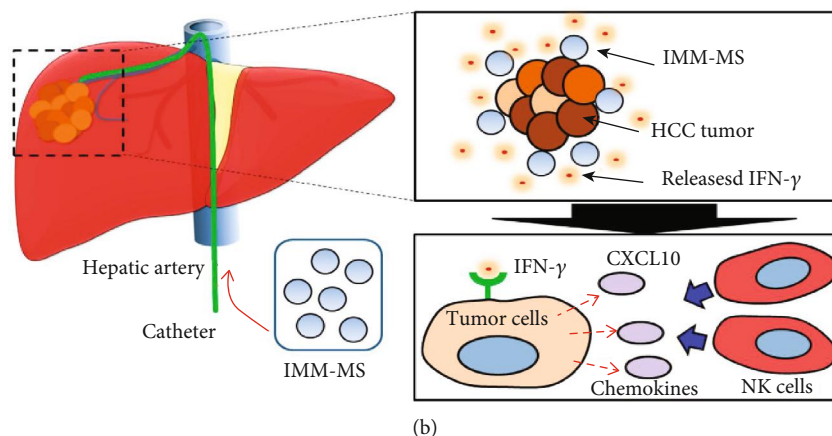 Hepatic artery
Catheter
IMM-MS
IMM-MS
HCC tumor
Releasesd IFN-γ
IFN-γ
CXCL10
Tumor cells
Chemokines
NK cells
(b)